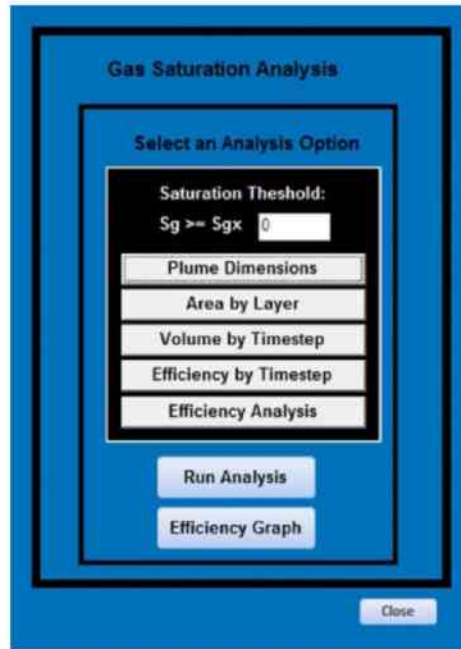 Gas Saturation Analysis
Select an Analysis Option
Saturation Theshold:
Sg >= Sgx 0
Plume Dimensions
Area by Layer
Volume by Timestep
Efficiency by Timestep
Efficiency Analysis
Run Analysis
Efficiency Graph
Close